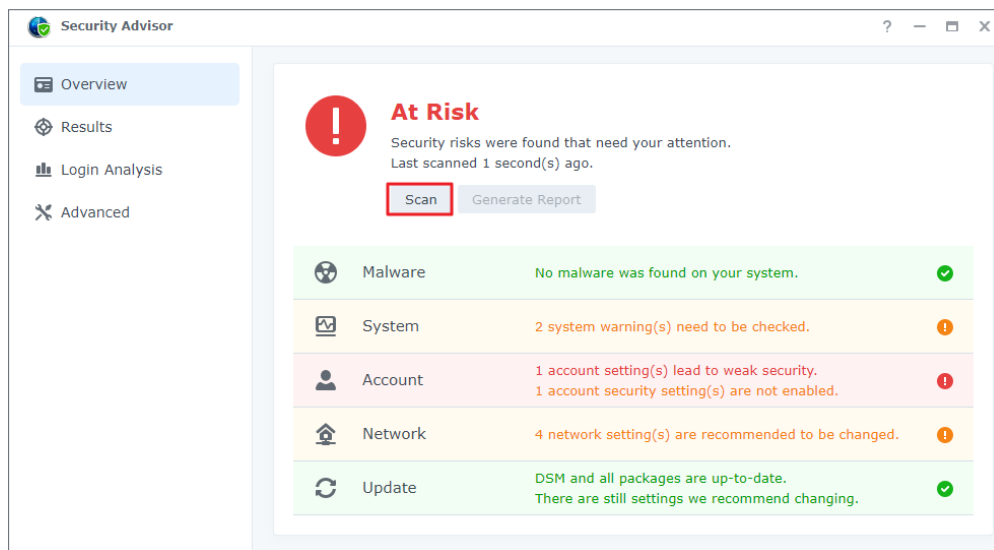 Security Advisor
?
Overview
Results
Login Analysis
Advanced
At Risk
Security risks were found that need your attention.
Last scanned 1 second(s) ago.
Scan Generate Report
Malware No malware was found on your system.
System 2 system warning(s) need to be checked.
Account 1 account setting(s) lead to weak security.
1 account security setting(s) are not enabled.
Network 4 network setting(s) are recommended to be changed.
Update DSM and all packages are up-to-date.
There are still settings we recommend changing.